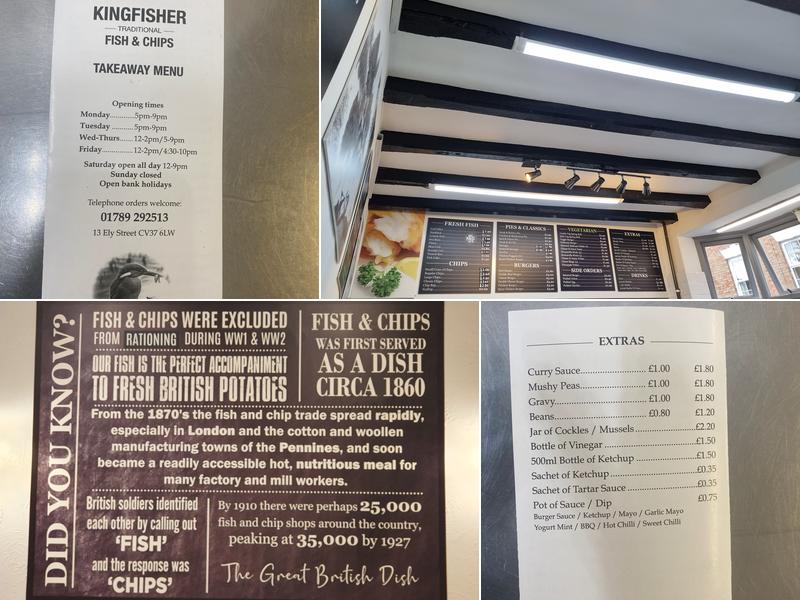 KINGFISHER
TRADITIONAL
FISH & CHIPS
TAKEAWAY MENU
Opening times
Monday............5pm-9pm
Tuesday ............5pm-9pm
Wed-Thurs...... 12-2pm/5-9pm
Friday................ 12-2pm/4:30-10pm
Saturday open all day 12-9pm
Sunday closed
Open bank holidays
Telephone orders welcome:
01789 292513
13 Ely Street CV37 6LW
FRESH FISH
CHIPS
PIES & CLASSICS
BURGERS
VEGETARIAN
SIDE ORDERS
EXTRAS
DRINKS
DID YOU KNOW?
FISH & CHIPS WERE EXCLUDED
FROM RATIONING DURING WW1 & WW2
OUR FISH IS THE PERFECT ACCOMPANIMENT
TO FRESH BRITISH POTATOES
FISH & CHIPS
WAS FIRST SERVED
AS A DISH
CIRCA 1860
From the 1870's the fish and chip trade spread rapidly,
especially in London and the cotton and woollen
manufacturing towns of the Pennines, and soon
became a readily accessible hot, nutritious meal for
many factory and mill workers.
British soldiers identified
each other by calling out
'FISH'
and the response was
'CHIPS'
By 1910 there were perhaps 25,000
fish and chip shops around the country,
peaking at 35,000 by 1927
The Great British Dish
EXTRAS
Curry Sauce........................ £1.00 £1.80
Mushy Peas........................ £1.00 £1.80
Gravy................................ £1.00 £1.80
Beans................................ £0.80 £1.20
Jar of Cockles / Mussels ........................ £2.20
Bottle of Vinegar ................................ £1.50
500ml Bottle of Ketchup ........................ £1.50
Sachet of Ketchup................................ £0.35
Sachet of Tartar Sauce ........................ £0.35
Pot of Sauce / Dip £0.75
Burger Sauce / Ketchup / Mayo / Garlic Mayo
Yogurt Mint / BBQ / Hot Chilli / Sweet Chilli